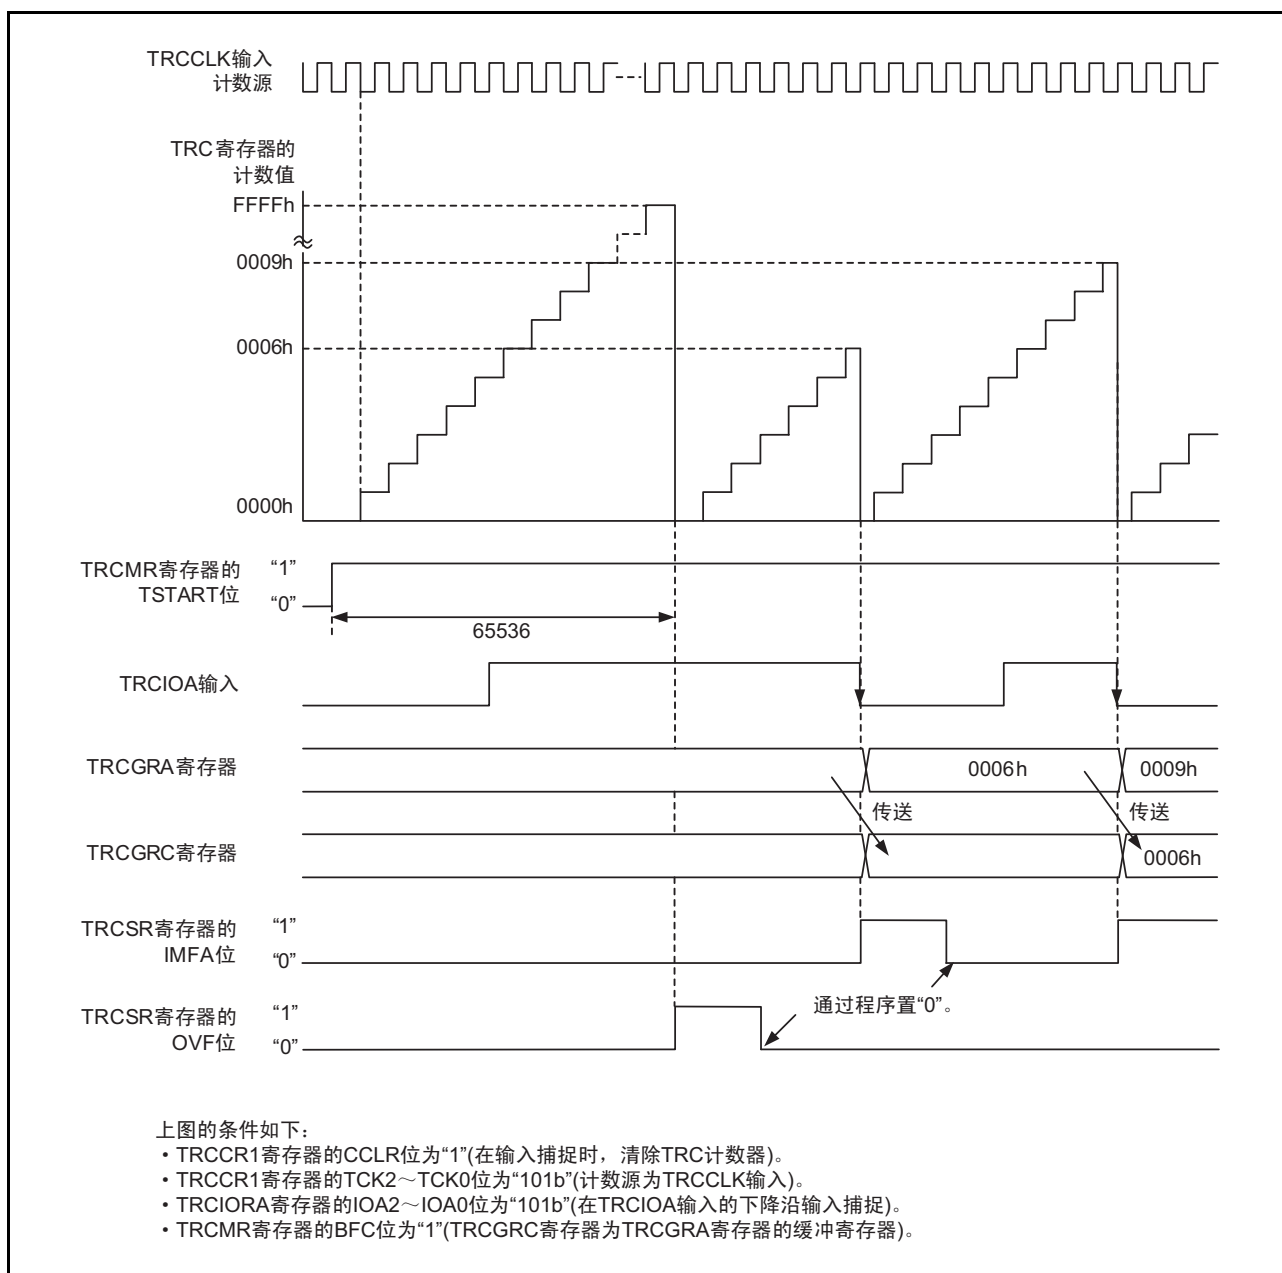 TRCCLK输入
计数源
TRC寄存器的
计数值
FFFFh
0009h
0006h
0000h
TRCMR寄存器的 “1”
TSTART位 “0”
65536
TRCIOA输入
TRCGRA寄存器 0006h 0009h
传送 传送
TRCGRC寄存器 0006h
TRCSR寄存器的 “1”
IMFA位 “0”
通过程序置“0”。
TRCSR寄存器的 “1”
OVF位 “0”
上图的条件如下：
・TRCCR1寄存器的CCLR位为“1”(在输入捕捉时，清除TRC计数器)。
・TRCCR1寄存器的TCK2～TCK0位为“101b”(计数源为TRCCLK输入)。
・TRCIORA寄存器的IOA2～IOA0位为“101b”(在TRCIOA输入的下降沿输入捕捉)。
・TRCMR寄存器的BFC位为“1”(TRCGRC寄存器为TRCGRA寄存器的缓冲寄存器)。